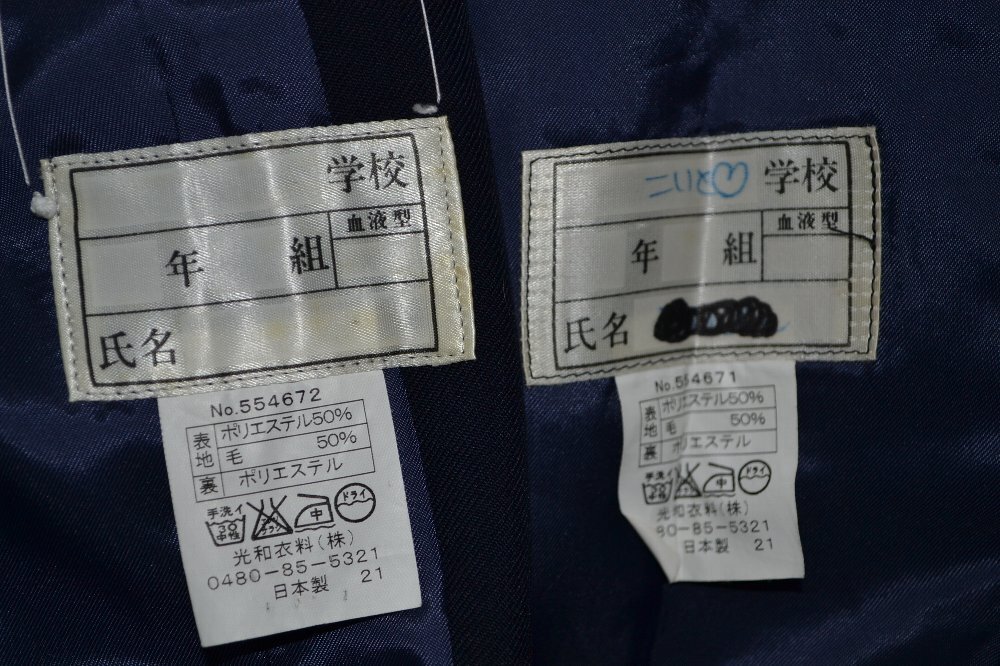 学校
血液型
年 組
氏名
No.554672
表地 ポリエステル50%
毛 50%
裏 ポリエステル
手洗イ 30 中性 中 ドライ
光和衣料(株)
0480-85-5321
日本製 21
学校
血液型
年 組
氏名
No.554671
表地 ポリエステル50%
毛 50%
裏 ポリエステル
手洗イ 30 中 ドライ
光和衣料(株)
80-85-5321
日本製 21